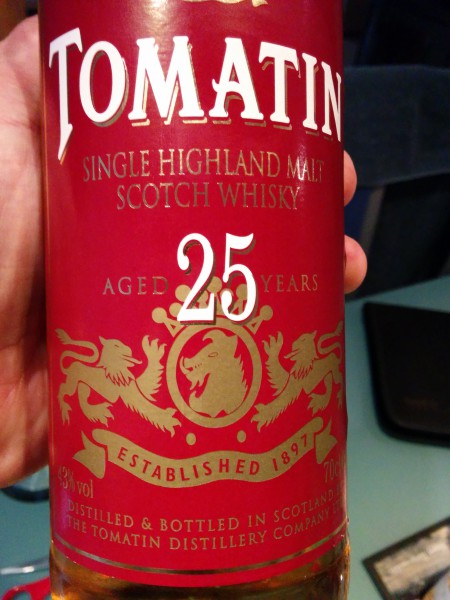 TOMATIN
SINGLE HIGHLAND MALT
SCOTCH WHISKY
AGED 25 YEARS
ESTABLISHED 1897
43%vol 70cl
DISTILLED & BOTTLED IN SCOTLAND
THE TOMATIN DISTILLERY COMPANY